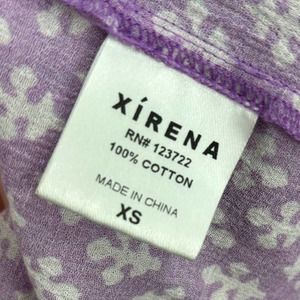 XíRENA
RN# 123722
100% COTTON
MADE IN CHINA
XS